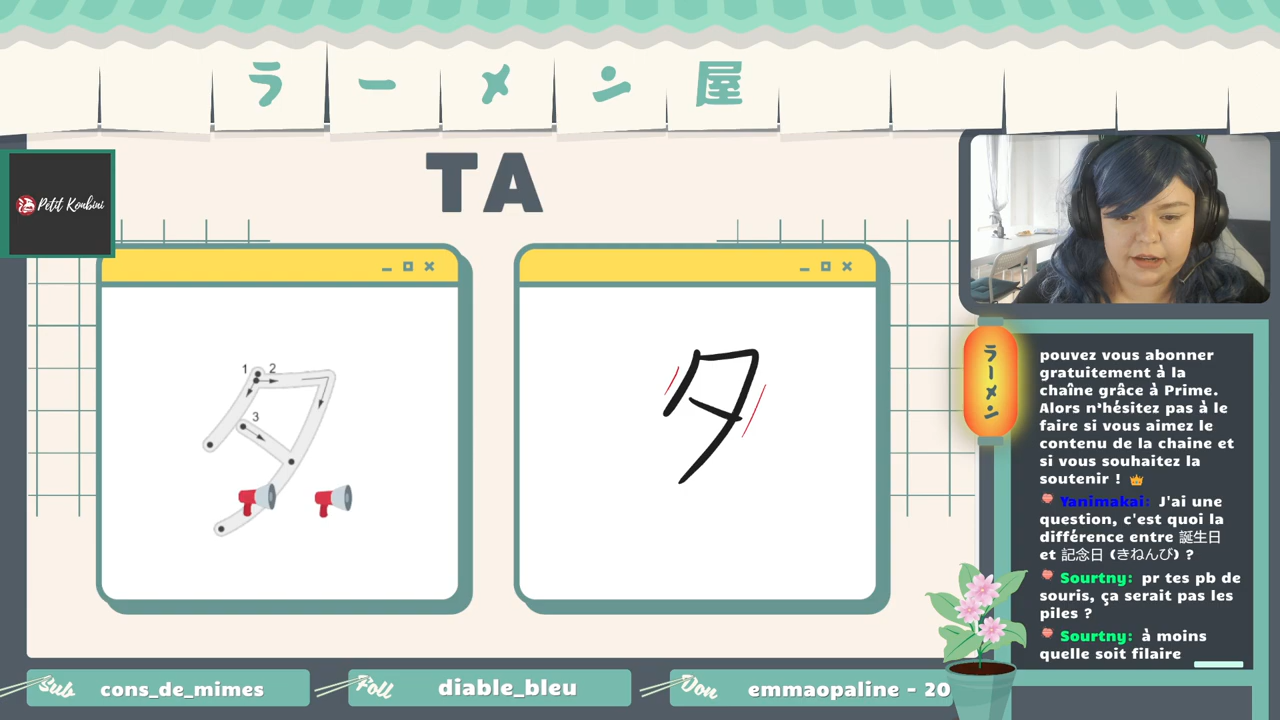 ラーメン屋
Petit Konbini
TA
1 2
3
タ
タ
ラーメン
pouvez vous abonner
gratuitement à la
chaîne grâce à Prime.
Alors n'hésitez pas à le
faire si vous aimez le
contenu de la chaine et
si vous souhaitez la
soutenir !
Yanimakai: J'ai une
question, c'est quoi la
différence entre 誕生日
et 記念日 (きねんび) ?
Sourtny: pr tes pb de
souris, ça serait pas les
piles ?
Sourtny: à moins
quelle soit filaire
Sub cons_de_mimes
Foll diable_bleu
Don emmaopaline - 20